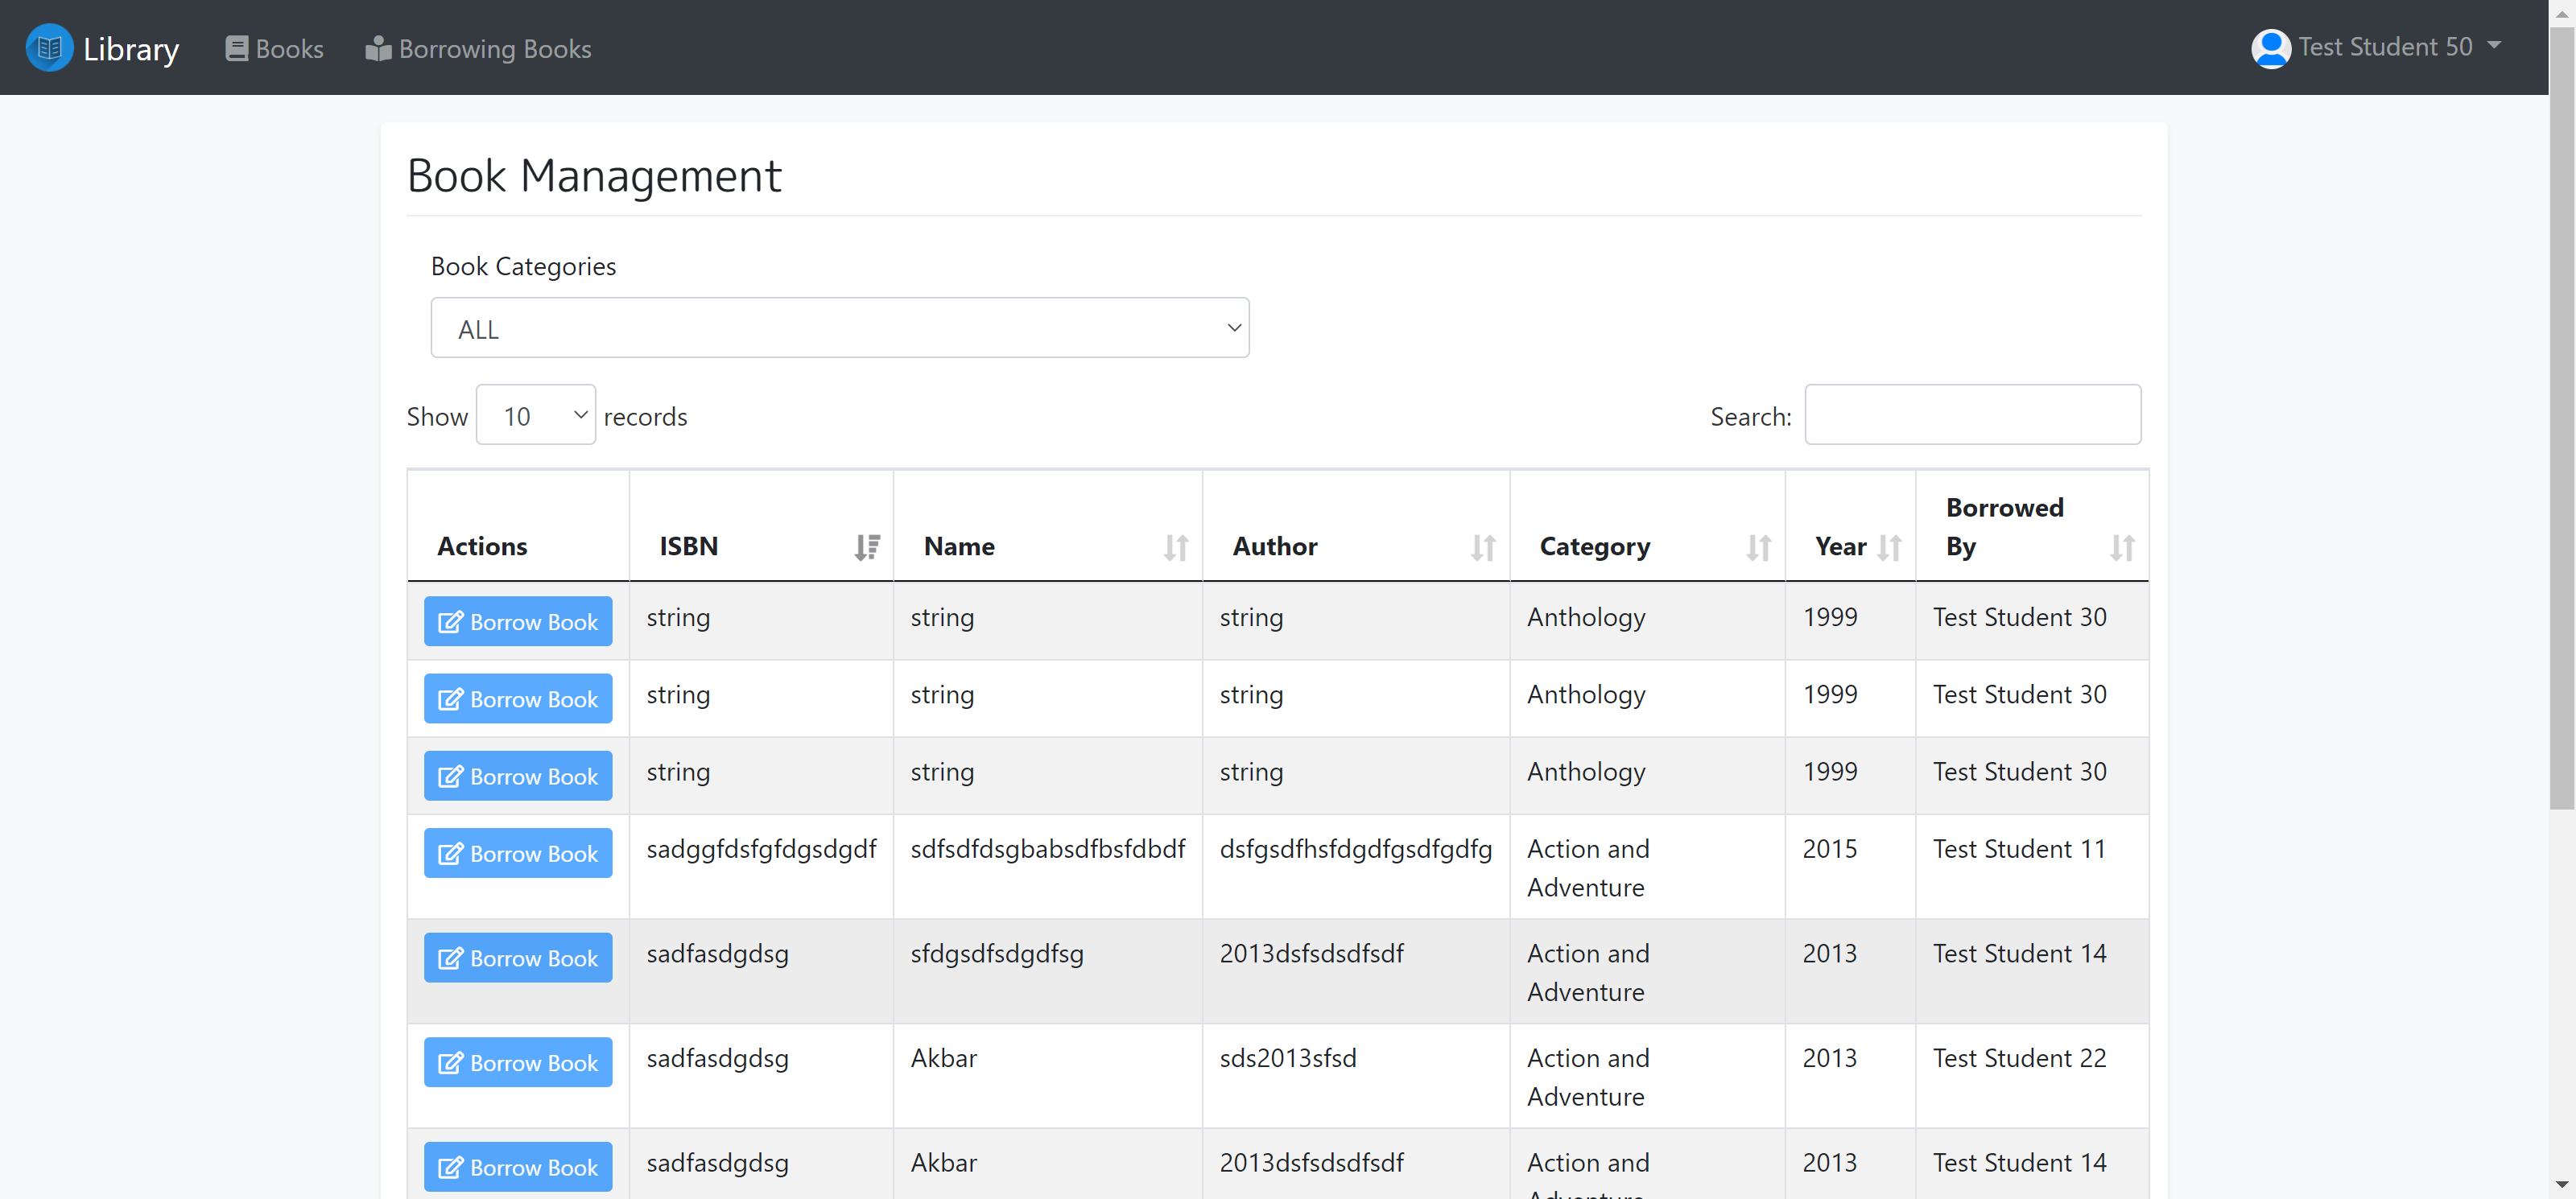 Library Books Borrowing Books Test Student 50
Book Management
Book Categories
ALL
Show 10 records Search:
Actions ISBN Name Author Category Year Borrowed By
Borrow Book string string string Anthology 1999 Test Student 30
Borrow Book string string string Anthology 1999 Test Student 30
Borrow Book string string string Anthology 1999 Test Student 30
Borrow Book sadggfdsfgfdgsdgdf sdfsdfdsgbabsdfbsfdbdf dsfgsdfhsfdgdfgsdfgdfg Action and Adventure 2015 Test Student 11
Borrow Book sadfasdgdsg sfdgsdfsdgdfsg 2013dsfsdsdfsdf Action and Adventure 2013 Test Student 14
Borrow Book sadfasdgdsg Akbar sds2013sfsd Action and Adventure 2013 Test Student 22
Borrow Book sadfasdgdsg Akbar 2013dsfsdsdfsdf Action and 2013 Test Student 14